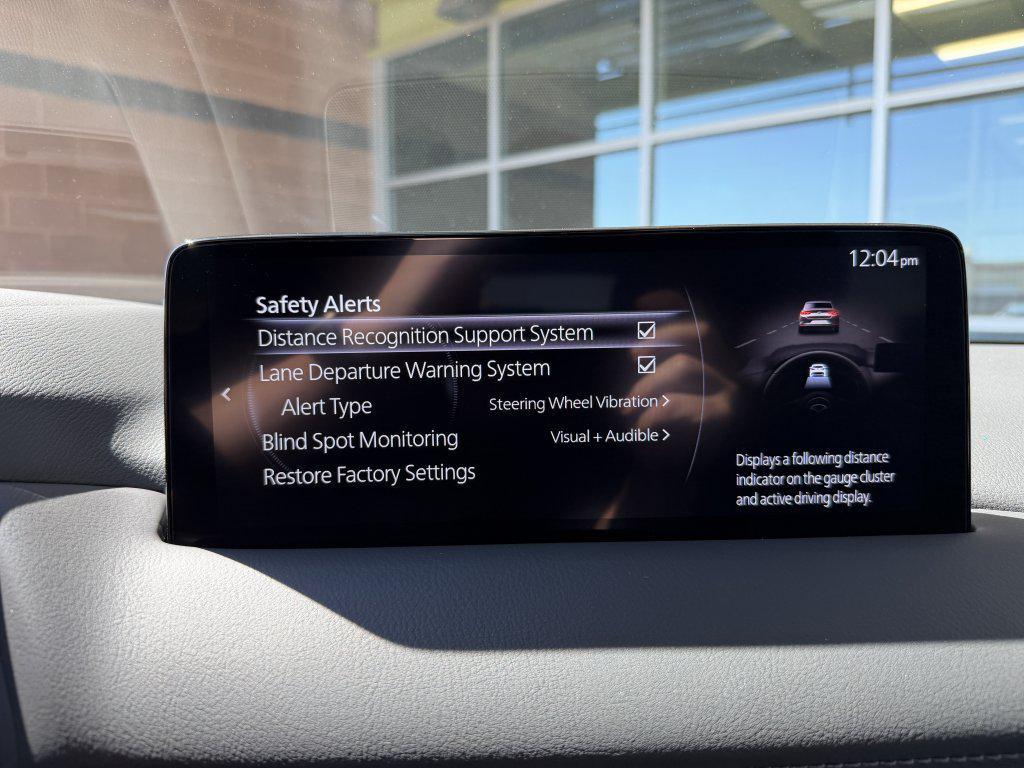 12:04pm
Safety Alerts
Distance Recognition Support System
Lane Departure Warning System
Alert Type Steering Wheel Vibration >
Blind Spot Monitoring Visual + Audible >
Restore Factory Settings
Displays a following distance
indicator on the gauge cluster
and active driving display.